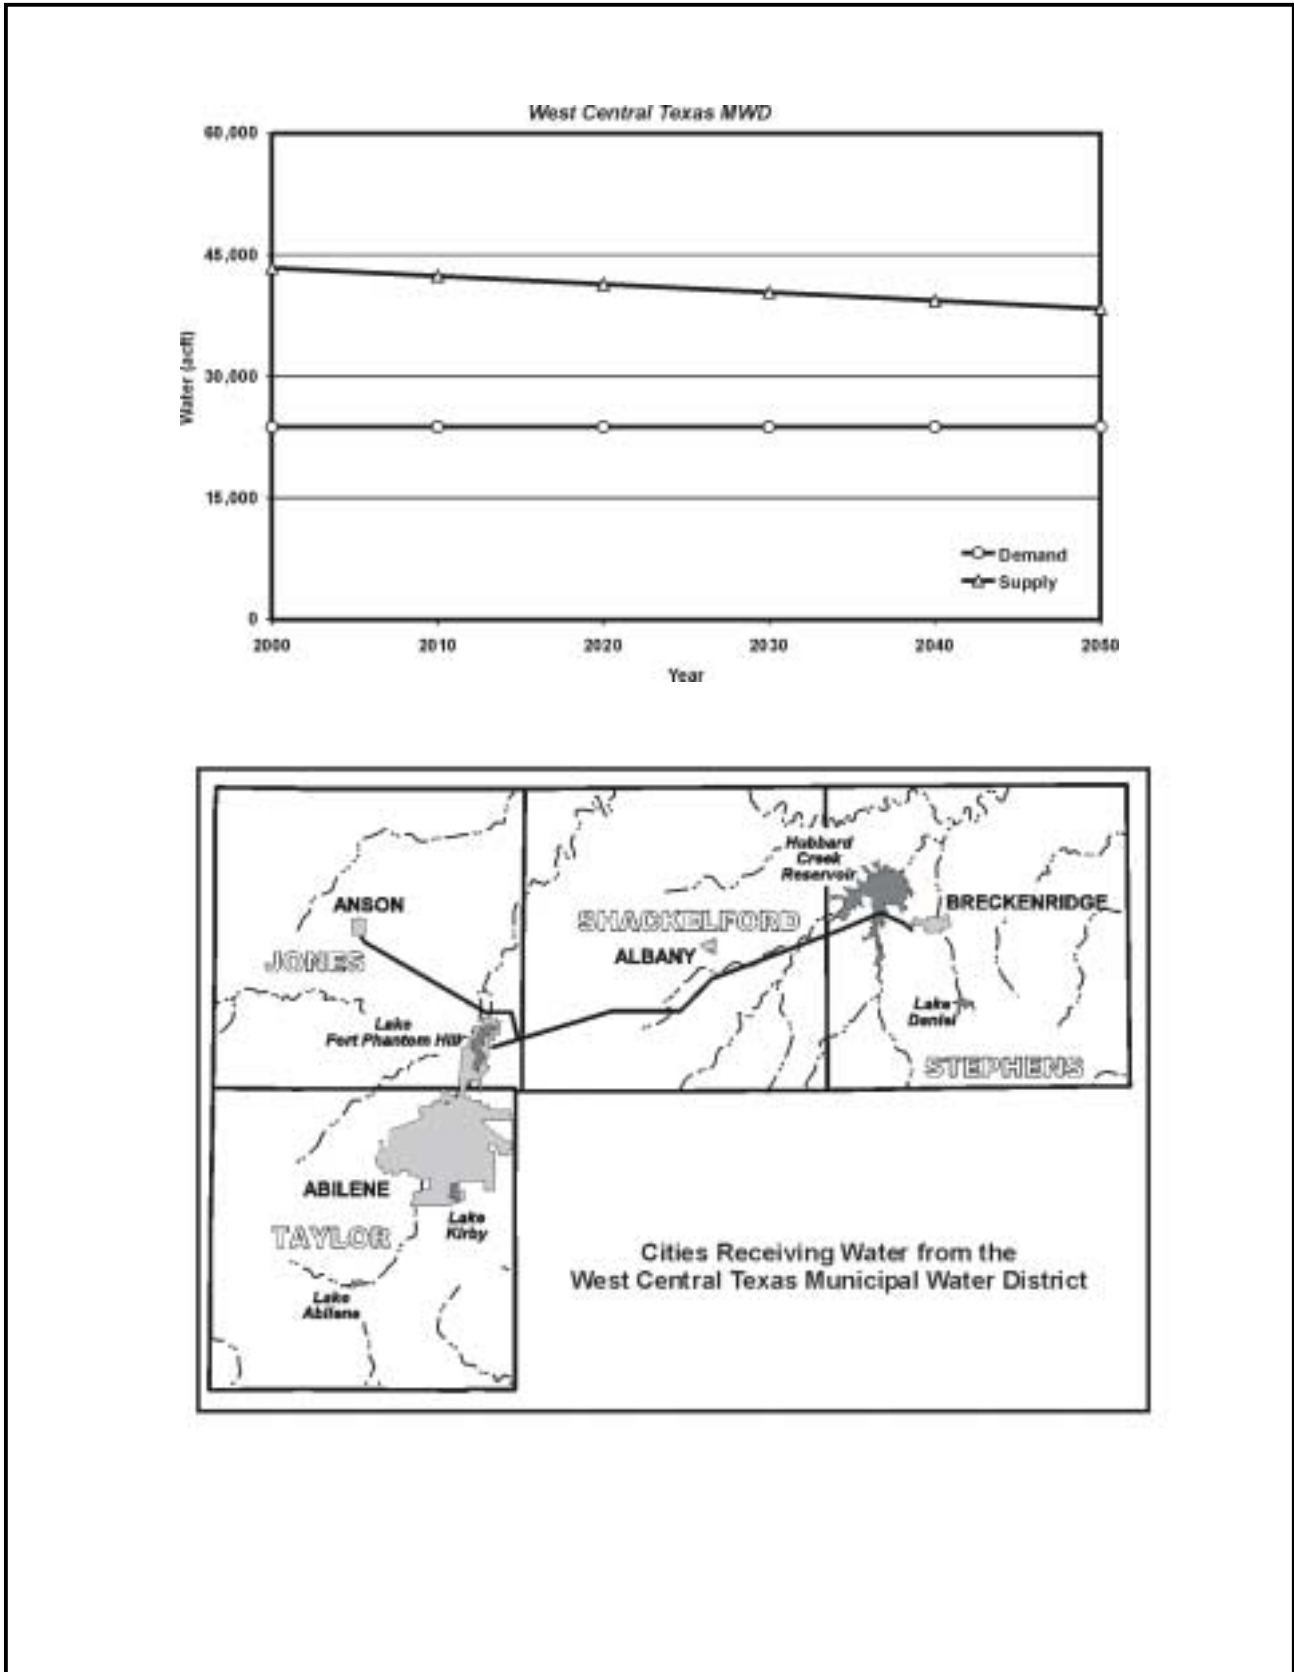 West Central Texas MWD
60,000
45,000
30,000
15,000
0
Water (acft)
Demand
Supply
2000
2010
2020
2030
2040
2050
Year
Hubbard
Creek
Reservoir
ANSON
BRECKENRIDGE
SHACKELFORD
ALBANY
JONES
Lake
Fort Phantom Hill
Lake
Daniel
STEPHENS
ABILENE
TAYLOR
Lake
Kirby
Lake
Abilene
Cities Receiving Water from the
West Central Texas Municipal Water District